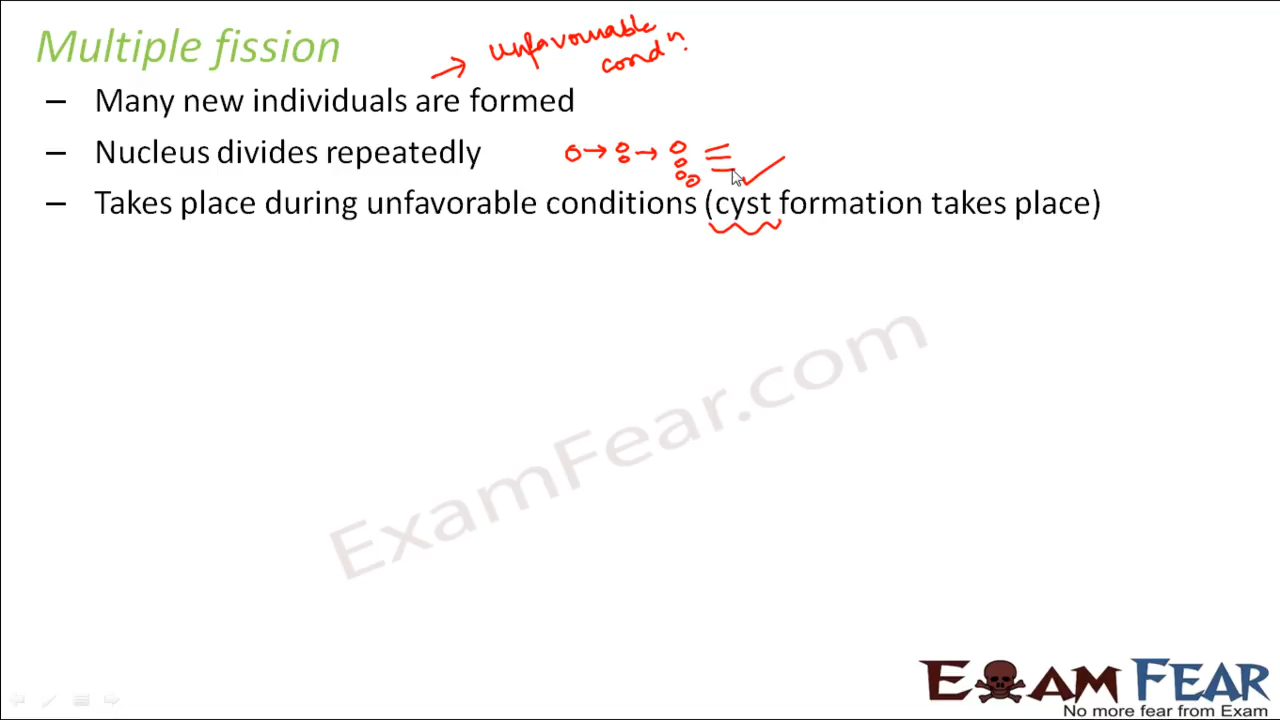 Multiple fission
→ unfavourable
condⁿ.
– Many new individuals are formed
– Nucleus divides repeatedly
– Takes place during unfavorable conditions (cyst formation takes place)
ExamFear.com
EXAM FEAR
No more fear from Exam